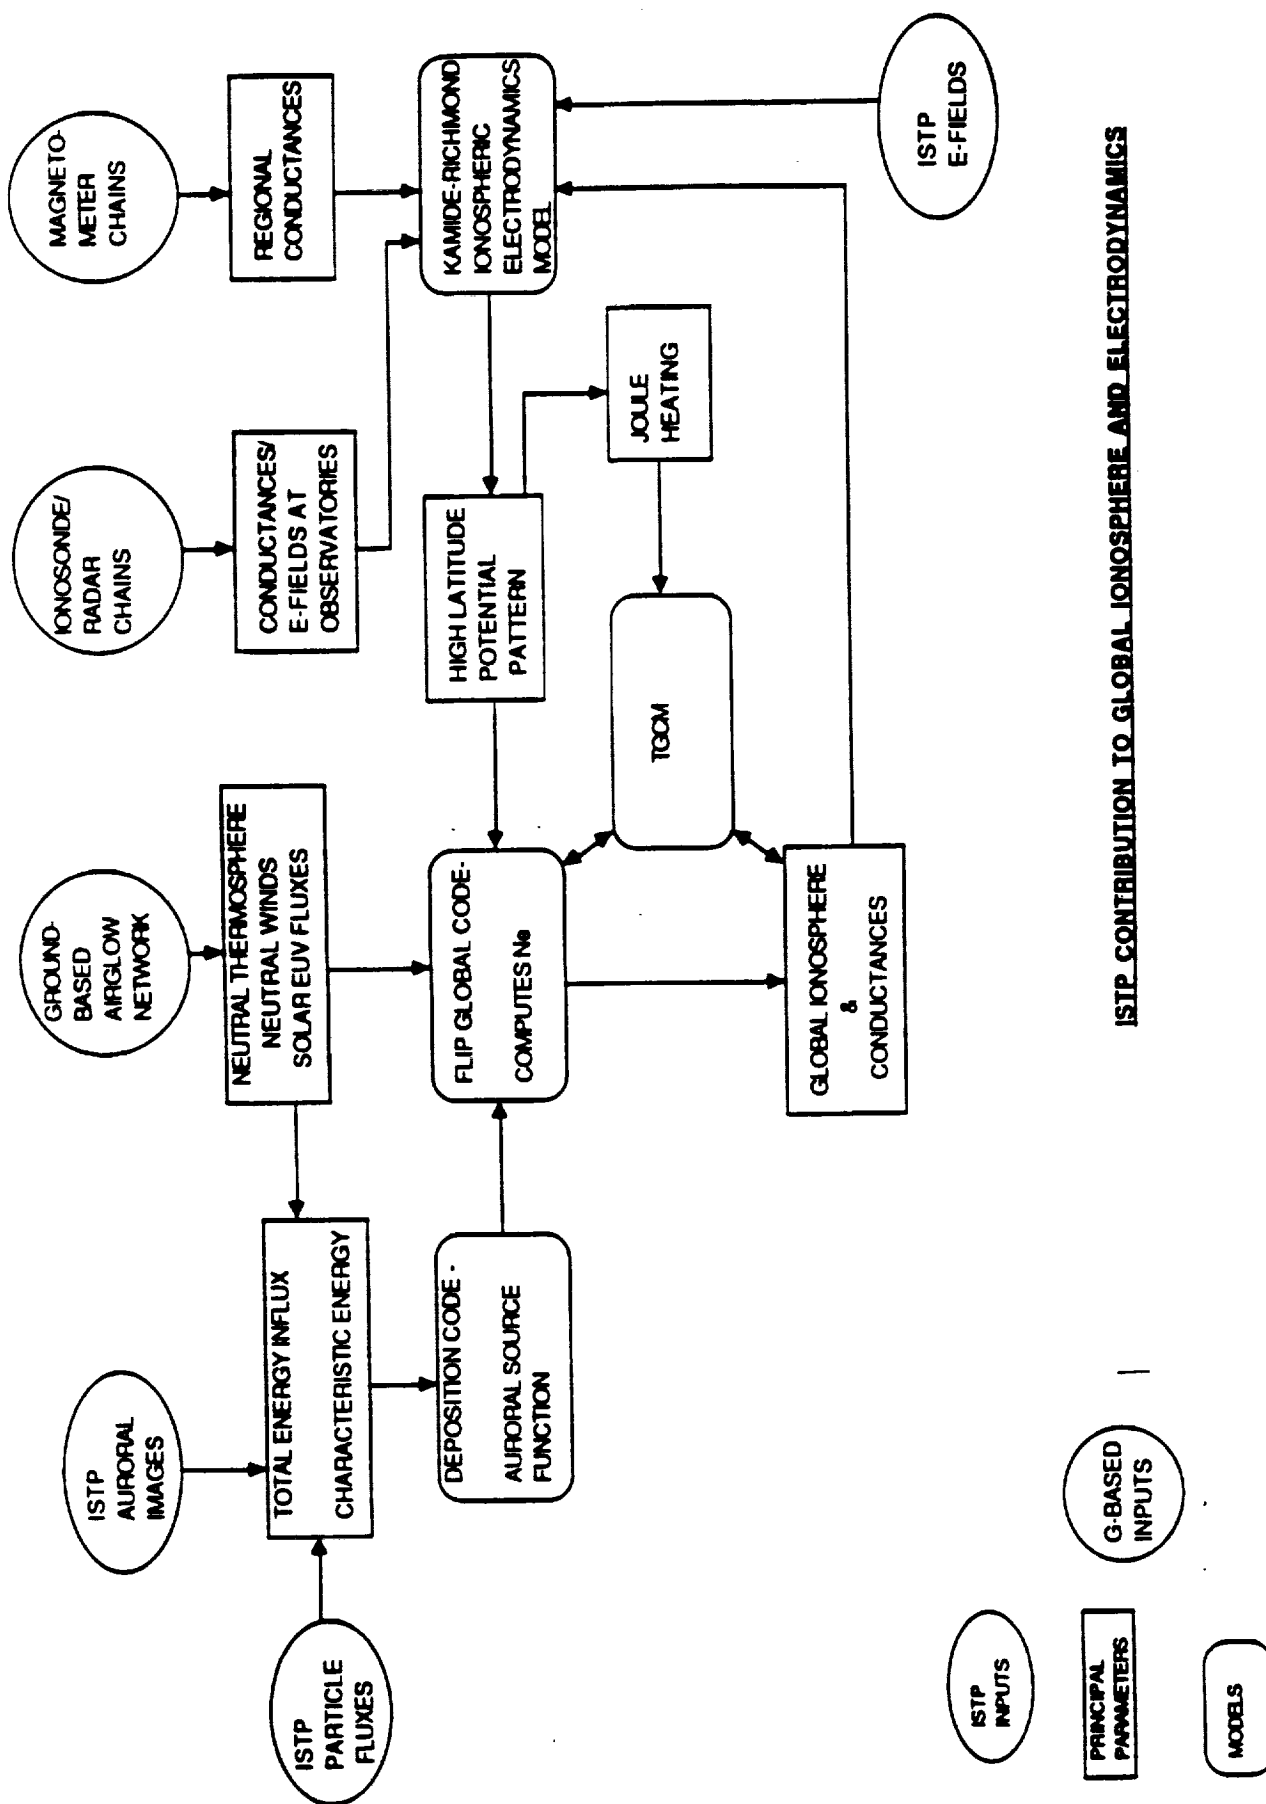 ISTP
AURORAL
IMAGES
GROUND-
BASED
AIRGLOW
NETWORK
IONOSONDE/
RADAR
CHAINS
MAGNETO-
METER
CHAINS
ISTP
PARTICLE
FLUXES
TOTAL ENERGY INFLUX
CHARACTERISTIC ENERGY
NEUTRAL THERMOSPHERE
NEUTRAL WINDS
SOLAR EUV FLUXES
CONDUCTANCES/
E-FIELDS AT
OBSERVATORIES
REGIONAL
CONDUCTANCES
DEPOSITION CODE -
AURORAL SOURCE
FUNCTION
FLIP GLOBAL CODE-
COMPUTES Ne
HIGH LATITUDE
POTENTIAL
PATTERN
KAMIDE-RICHMOND
IONOSPHERIC
ELECTRODYNAMICS
MODEL
TGCM
JOULE
HEATING
GLOBAL IONOSPHERE
&
CONDUCTANCES
ISTP
E-FIELDS
ISTP
INPUTS
G-BASED
INPUTS
PRINCIPAL
PARAMETERS
MODELS
ISTP CONTRIBUTION TO GLOBAL IONOSPHERE AND ELECTRODYNAMICS